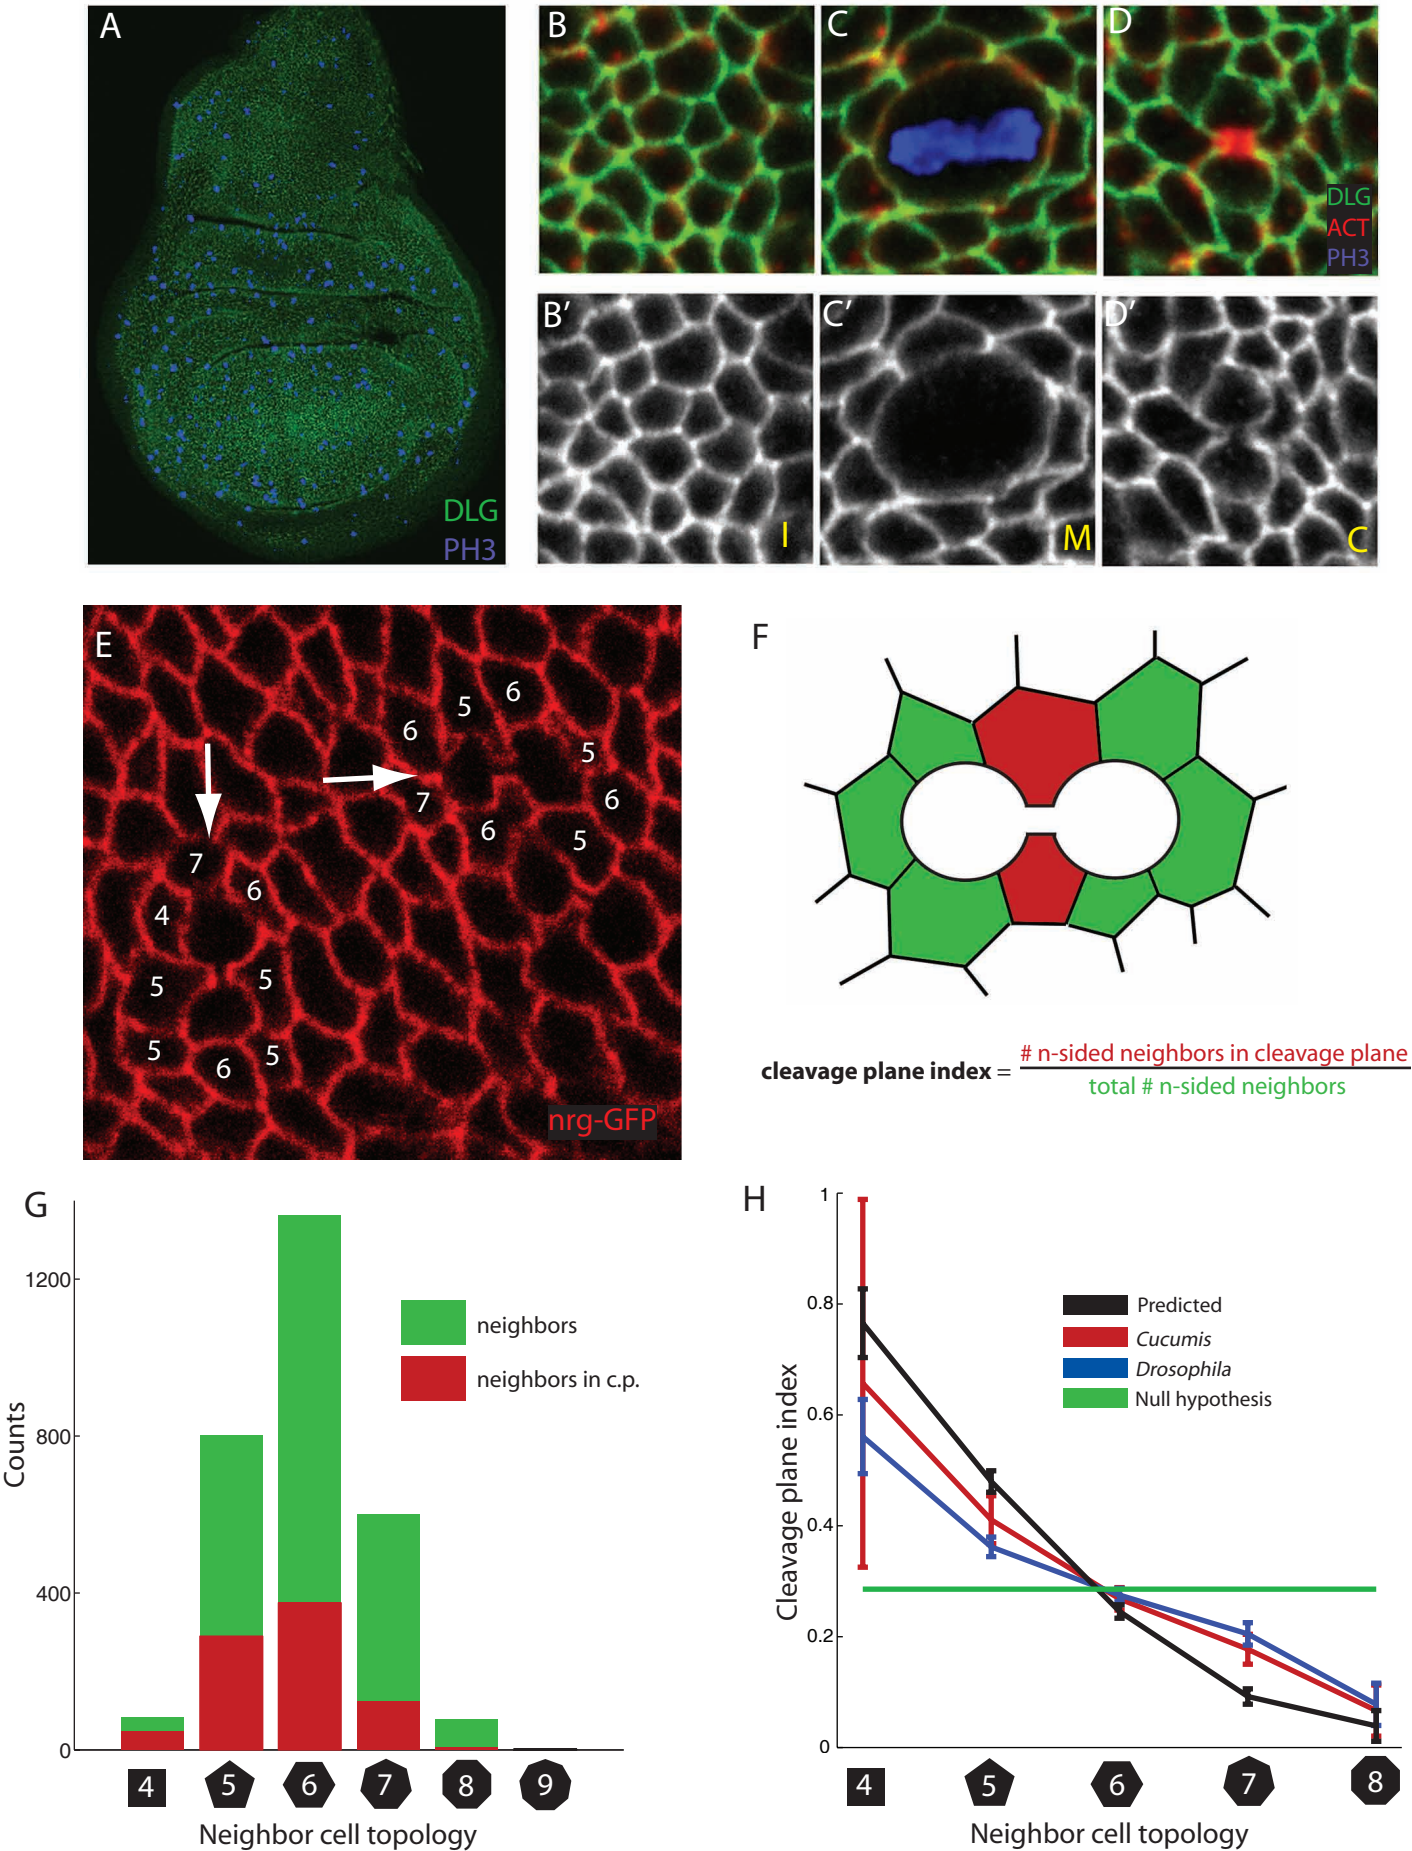 A
DLG
PH3
B
C
D
DLG
ACT
PH3
B′
I
C′
M
D′
C
E
6
5
6
5
6
7
6
5
7
6
4
5
5
5
6
5
nrg-GFP
F
cleavage plane index = # n-sided neighbors in cleavage plane
total # n-sided neighbors
G
Counts
1200
800
400
0
neighbors
neighbors in c.p.
4 5 6 7 8 9
Neighbor cell topology
H
Cleavage plane index
1
0.8
0.6
0.4
0.2
0
Predicted
Cucumis
Drosophila
Null hypothesis
4 5 6 7 8
Neighbor cell topology